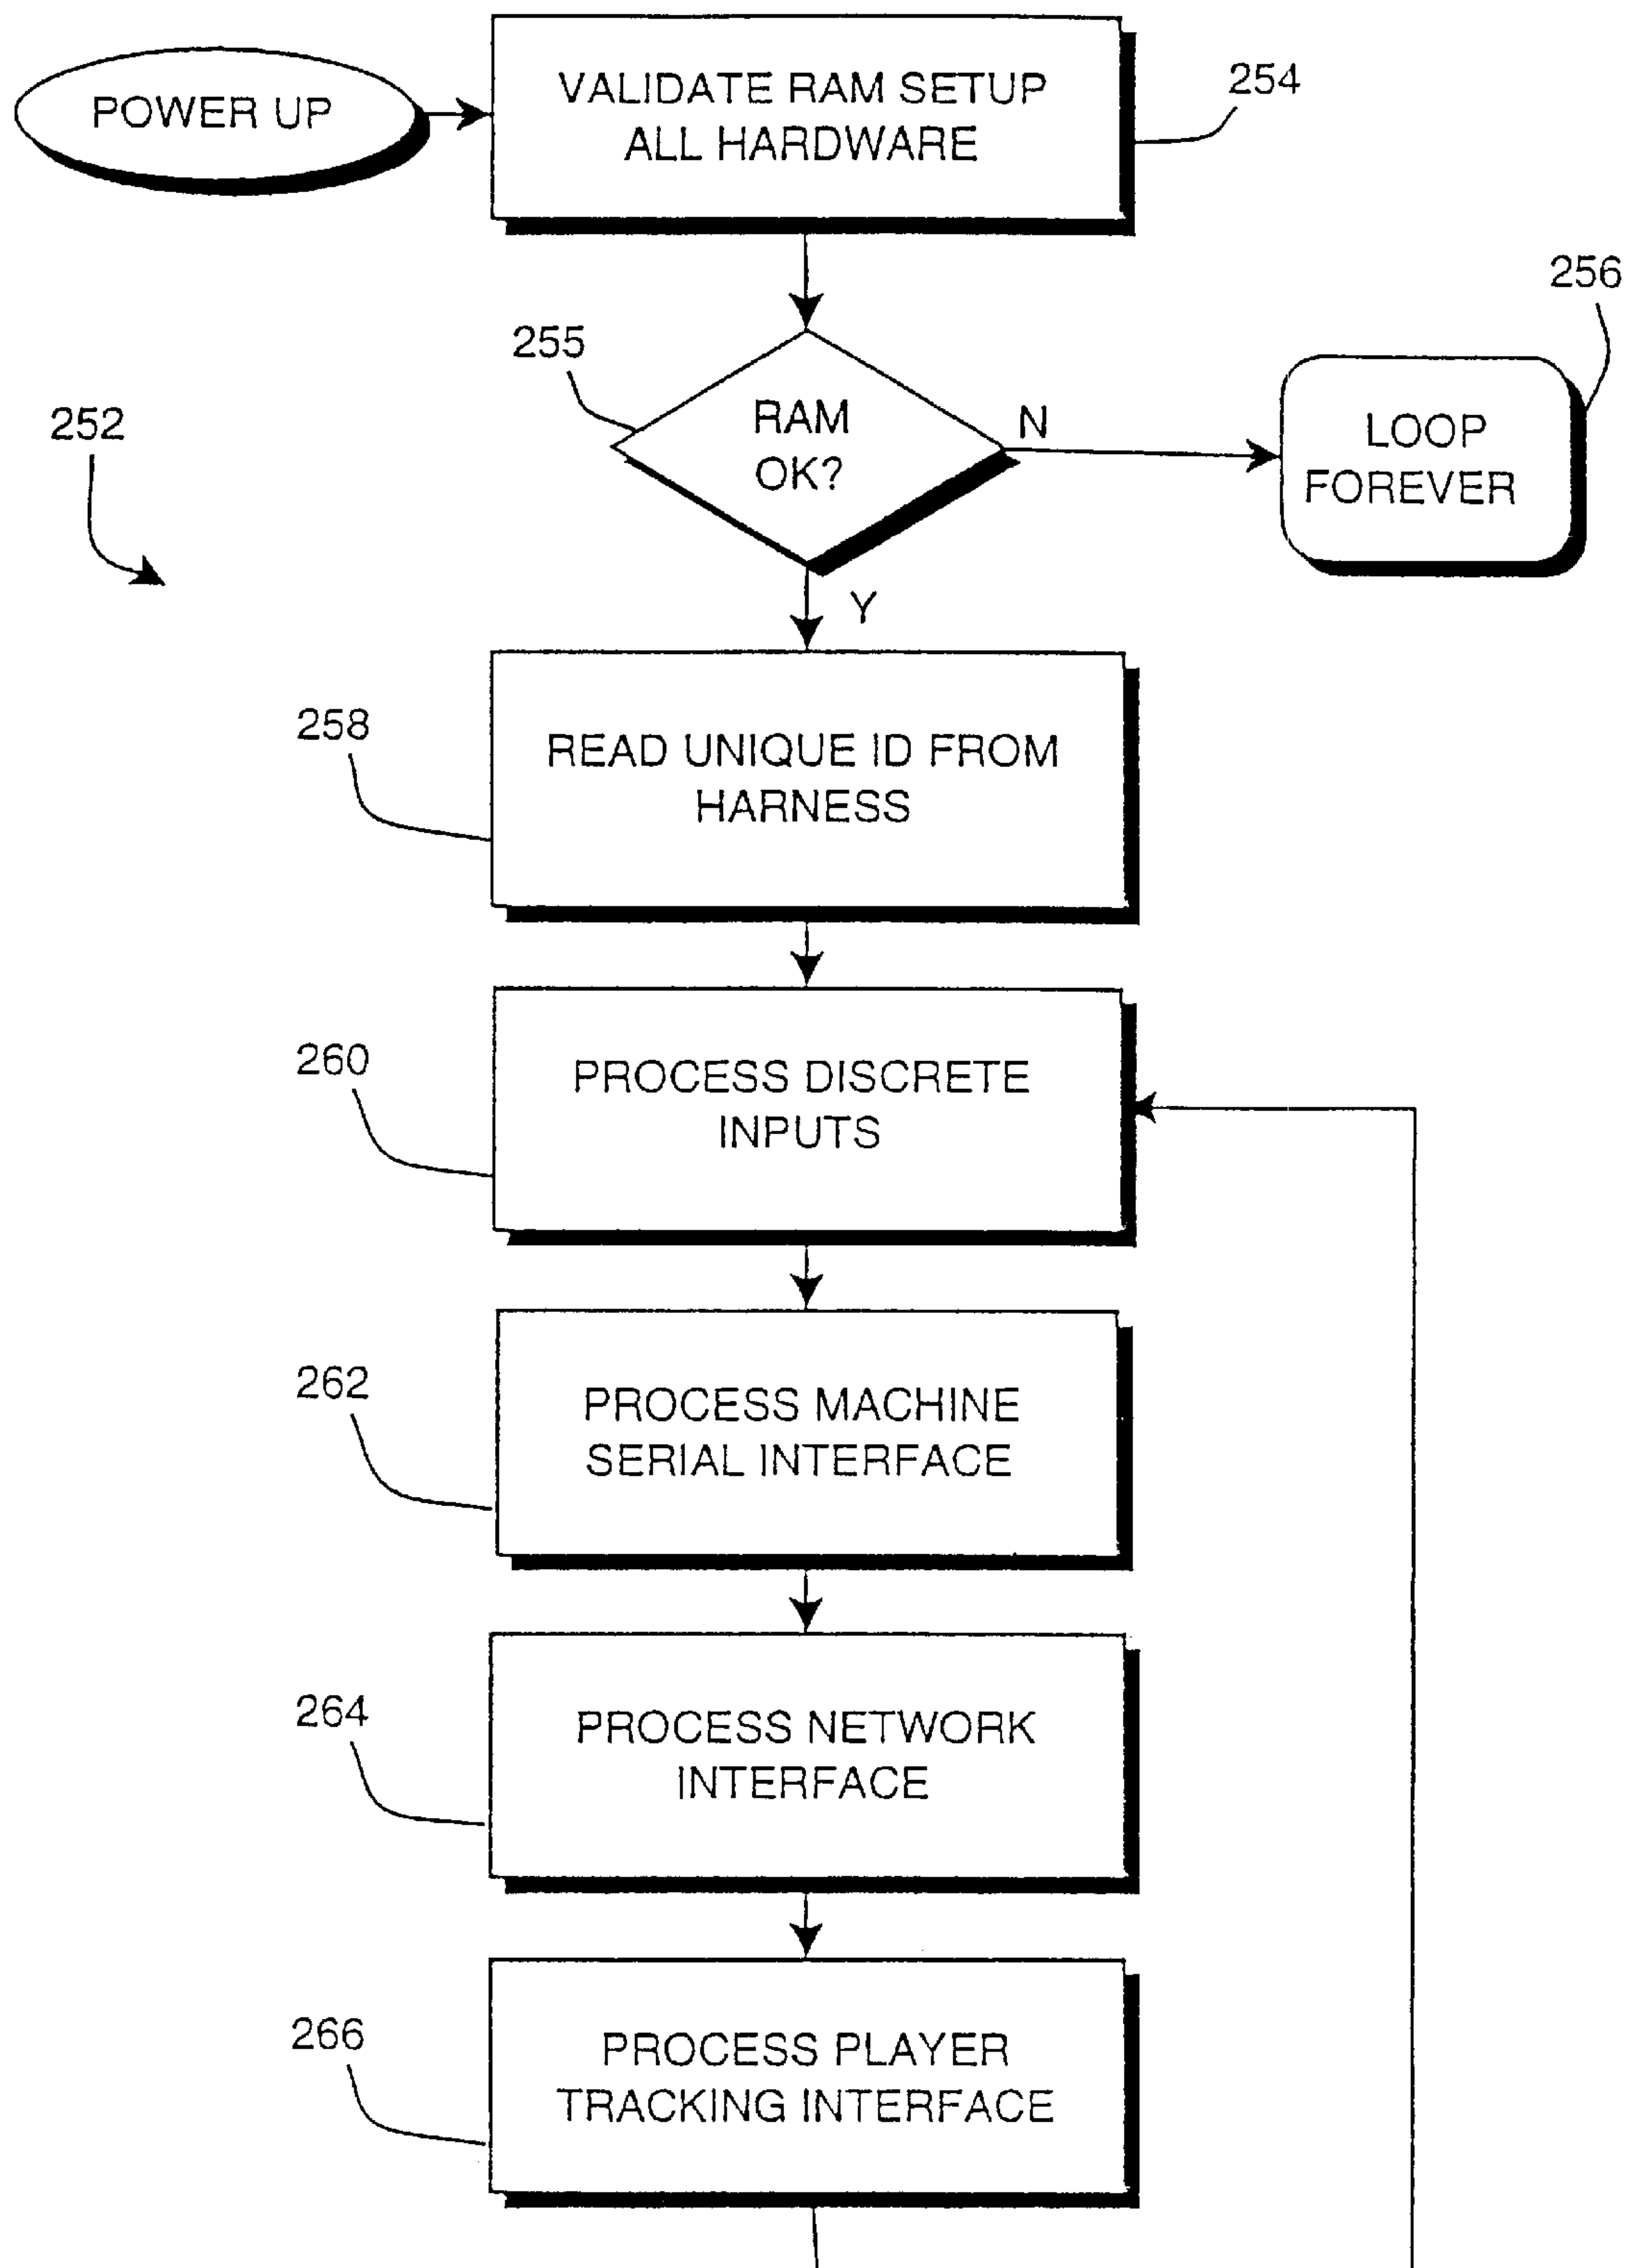 POWER UP
VALIDATE RAM SETUP
ALL HARDWARE
254
256
255
RAM
OK?
N
LOOP
FOREVER
252
Y
258
READ UNIQUE ID FROM
HARNESS
260
PROCESS DISCRETE
INPUTS
262
PROCESS MACHINE
SERIAL INTERFACE
264
PROCESS NETWORK
INTERFACE
266
PROCESS PLAYER
TRACKING INTERFACE